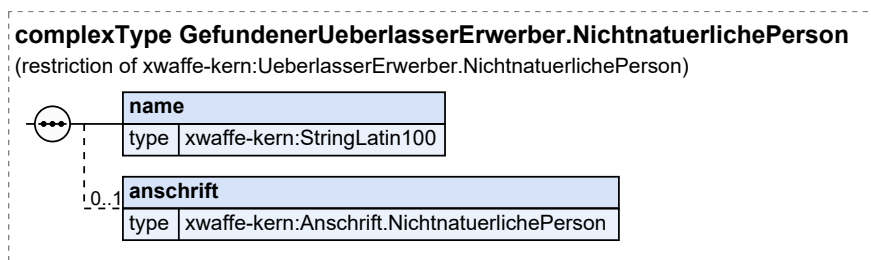 complexType GefundenerUeberlasserErwerber.NichtnatuerlichePerson
(restriction of xwaffe-kern:UeberlasserErwerber.NichtnatuerlichePerson)
name
type xwaffe-kern:StringLatin100
0..1 anschrift
type xwaffe-kern:Anschrift.NichtnatuerlichePerson